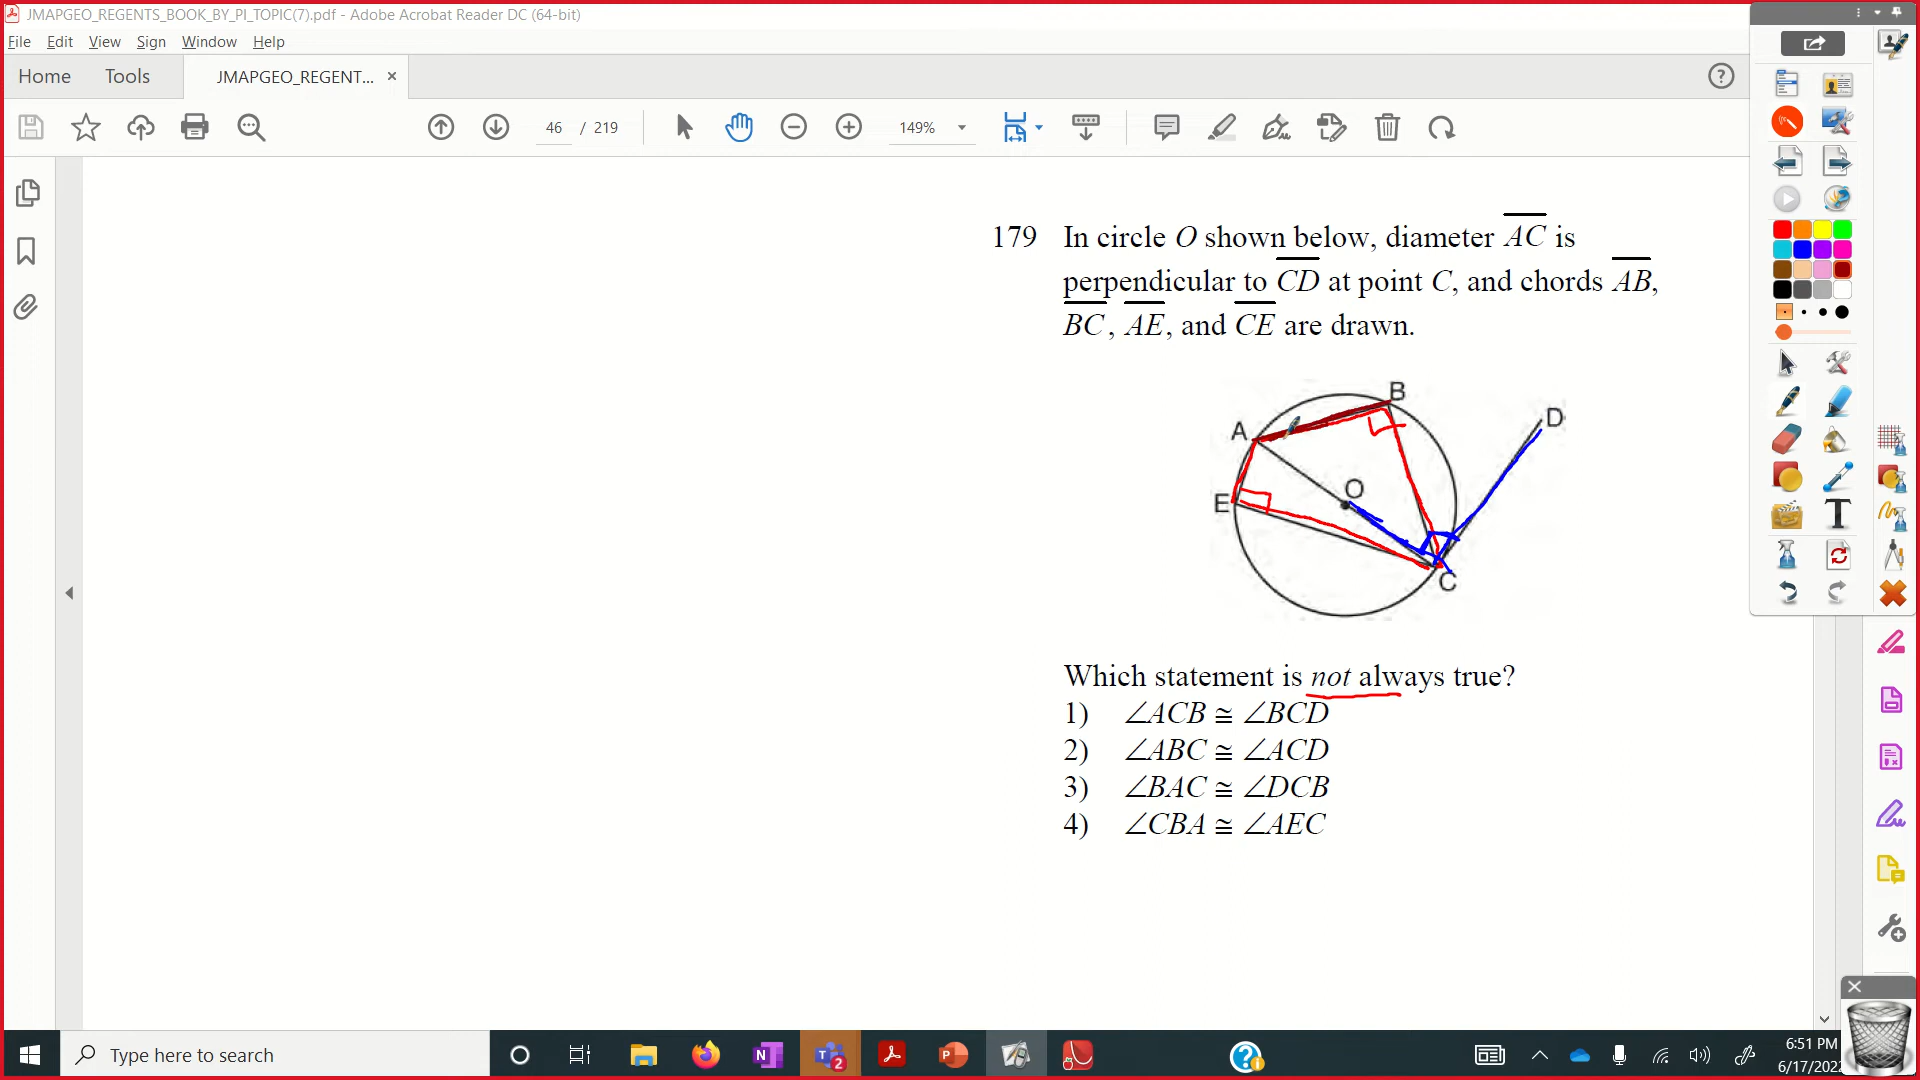 JMAPGEO_REGENTS_BOOK_BY_PI_TOPIC(7).pdf - Adobe Acrobat Reader DC (64-bit)
File Edit View Sign Window Help
Home Tools JMAPGEO_REGENT... ×
46 / 219 149%
179 In circle O shown below, diameter AC is
perpendicular to CD at point C, and chords AB,
BC, AE, and CE are drawn.
B
D
A
O
E
C
Which statement is not always true?
1) ∠ACB ≅ ∠BCD
2) ∠ABC ≅ ∠ACD
3) ∠BAC ≅ ∠DCB
4) ∠CBA ≅ ∠AEC
Type here to search
6:51 PM